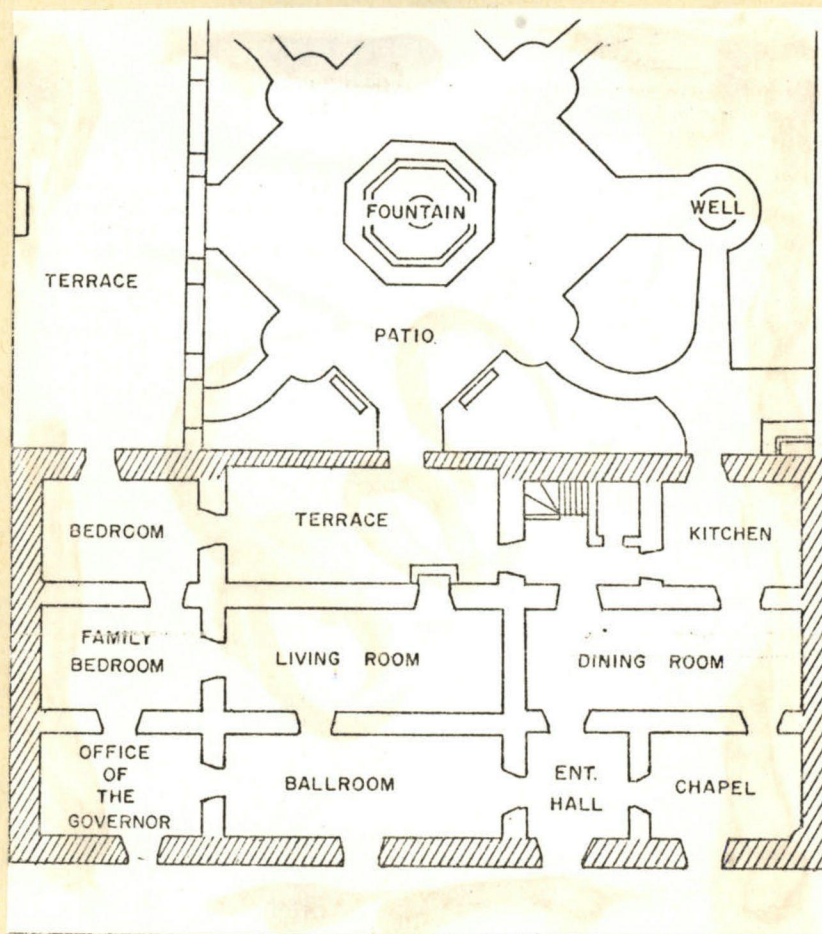 FOUNTAIN
WELL
TERRACE
PATIO
BEDROOM
TERRACE
KITCHEN
FAMILY
BEDROOM
LIVING ROOM
DINING ROOM
OFFICE
OF
THE
GOVERNOR
BALLROOM
ENT.
HALL
CHAPEL